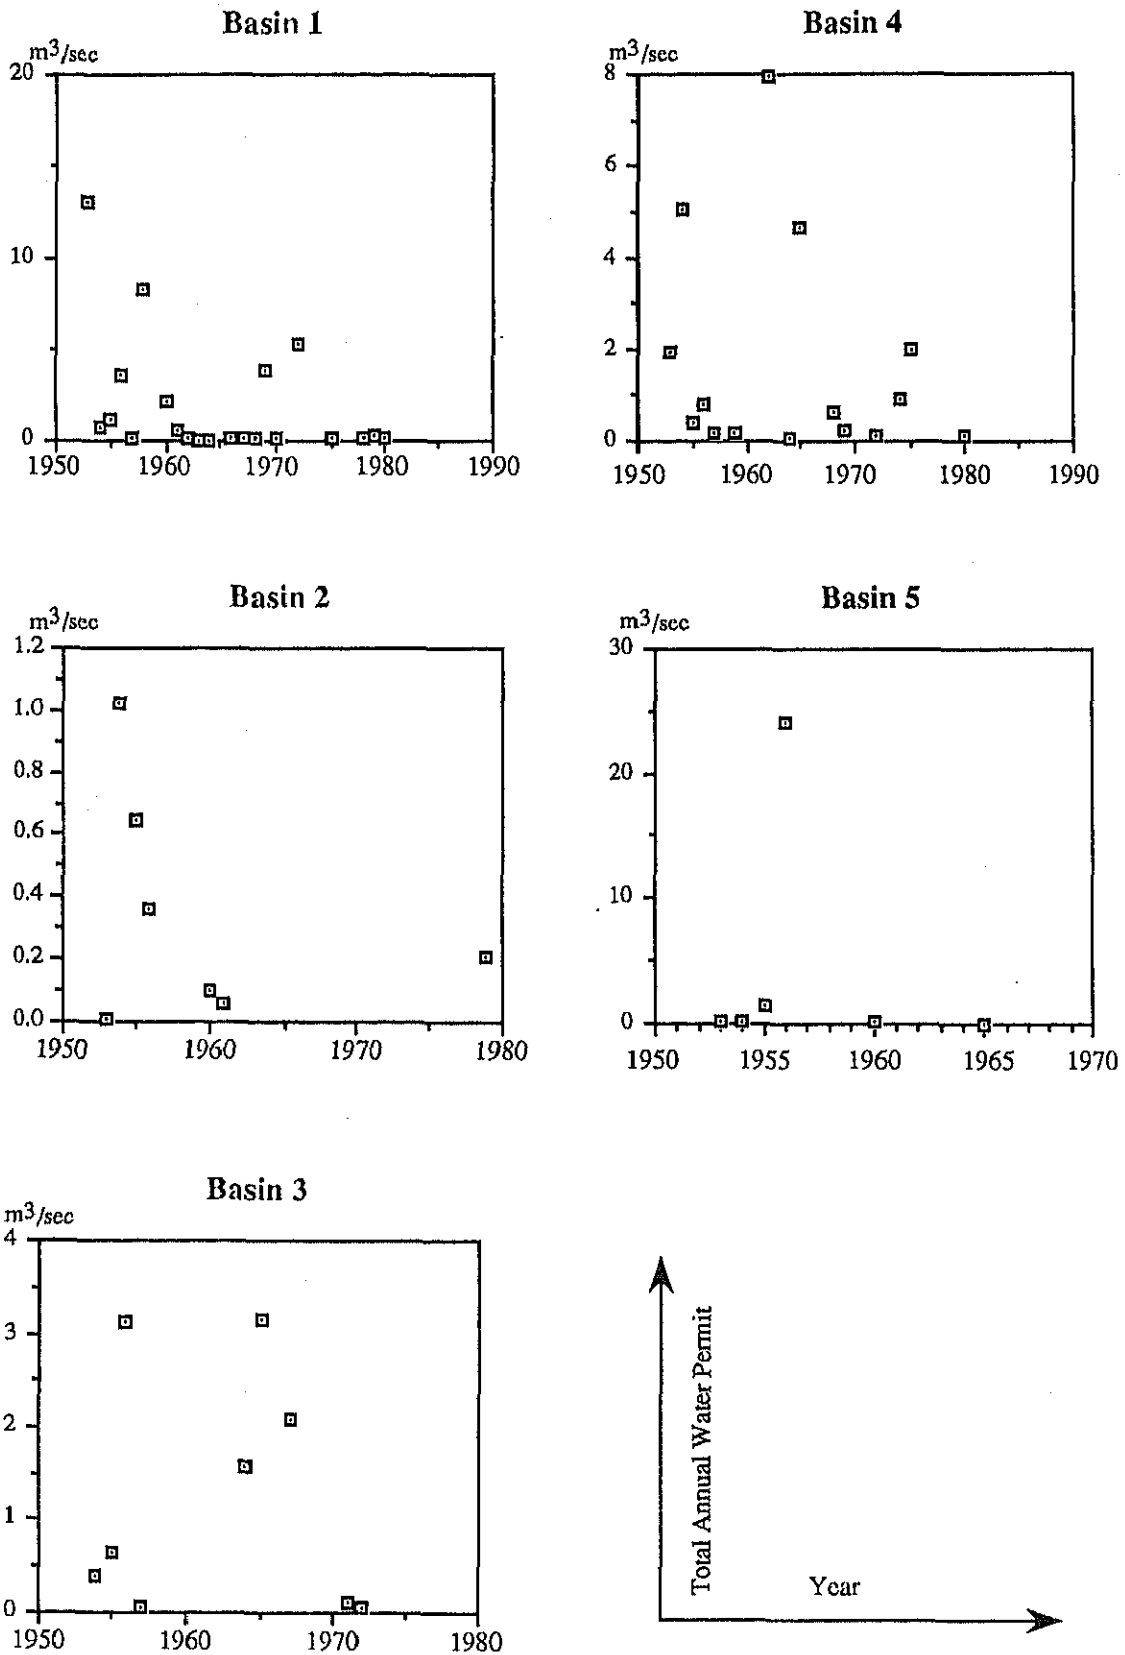 Basin 1
m3/sec
20
10
0
1950 1960 1970 1980 1990
Basin 4
m3/sec
8
6
4
2
0
1950 1960 1970 1980 1990
Basin 2
m3/sec
1.2
1.0
0.8
0.6
0.4
0.2
0.0
1950 1960 1970 1980
Basin 5
m3/sec
30
20
10
0
1950 1955 1960 1965 1970
Basin 3
m3/sec
4
3
2
1
0
1950 1960 1970 1980
Total Annual Water Permit
Year